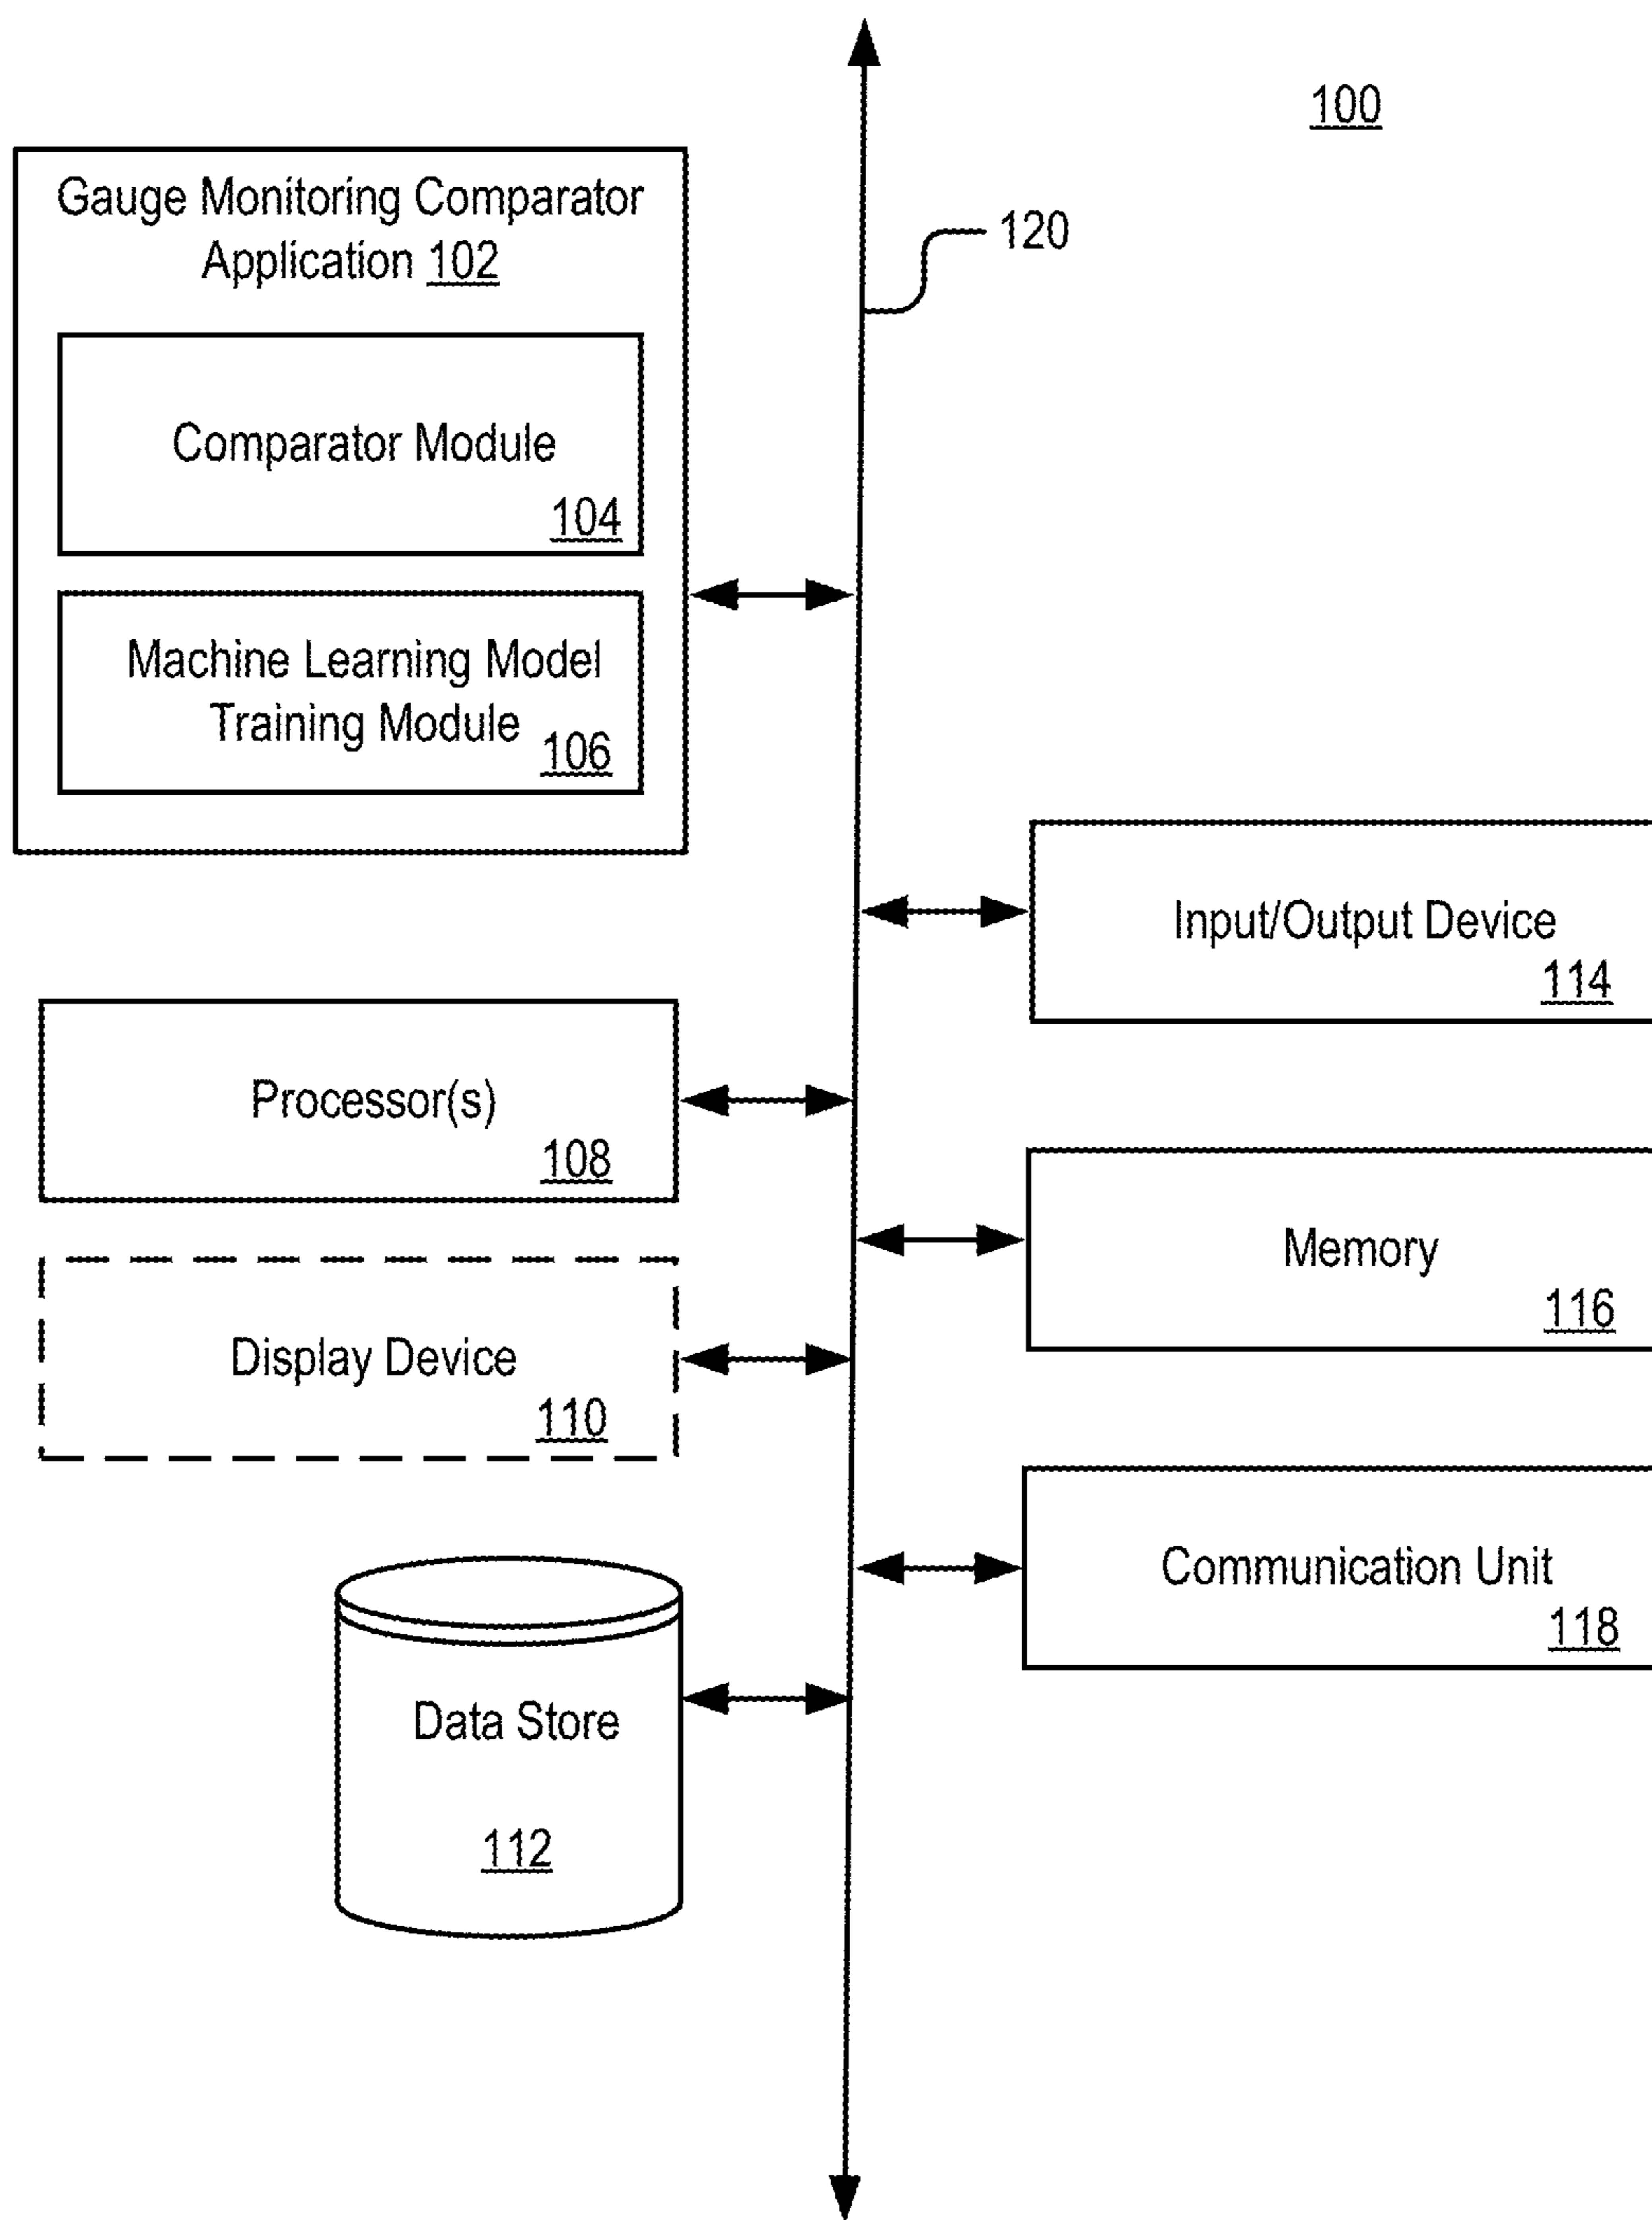 100
Gauge Monitoring Comparator
Application 102
120
Comparator Module
104
Machine Learning Model
Training Module 106
Input/Output Device
114
Processor(s)
108
Memory
116
Display Device
110
Communication Unit
118
Data Store
112